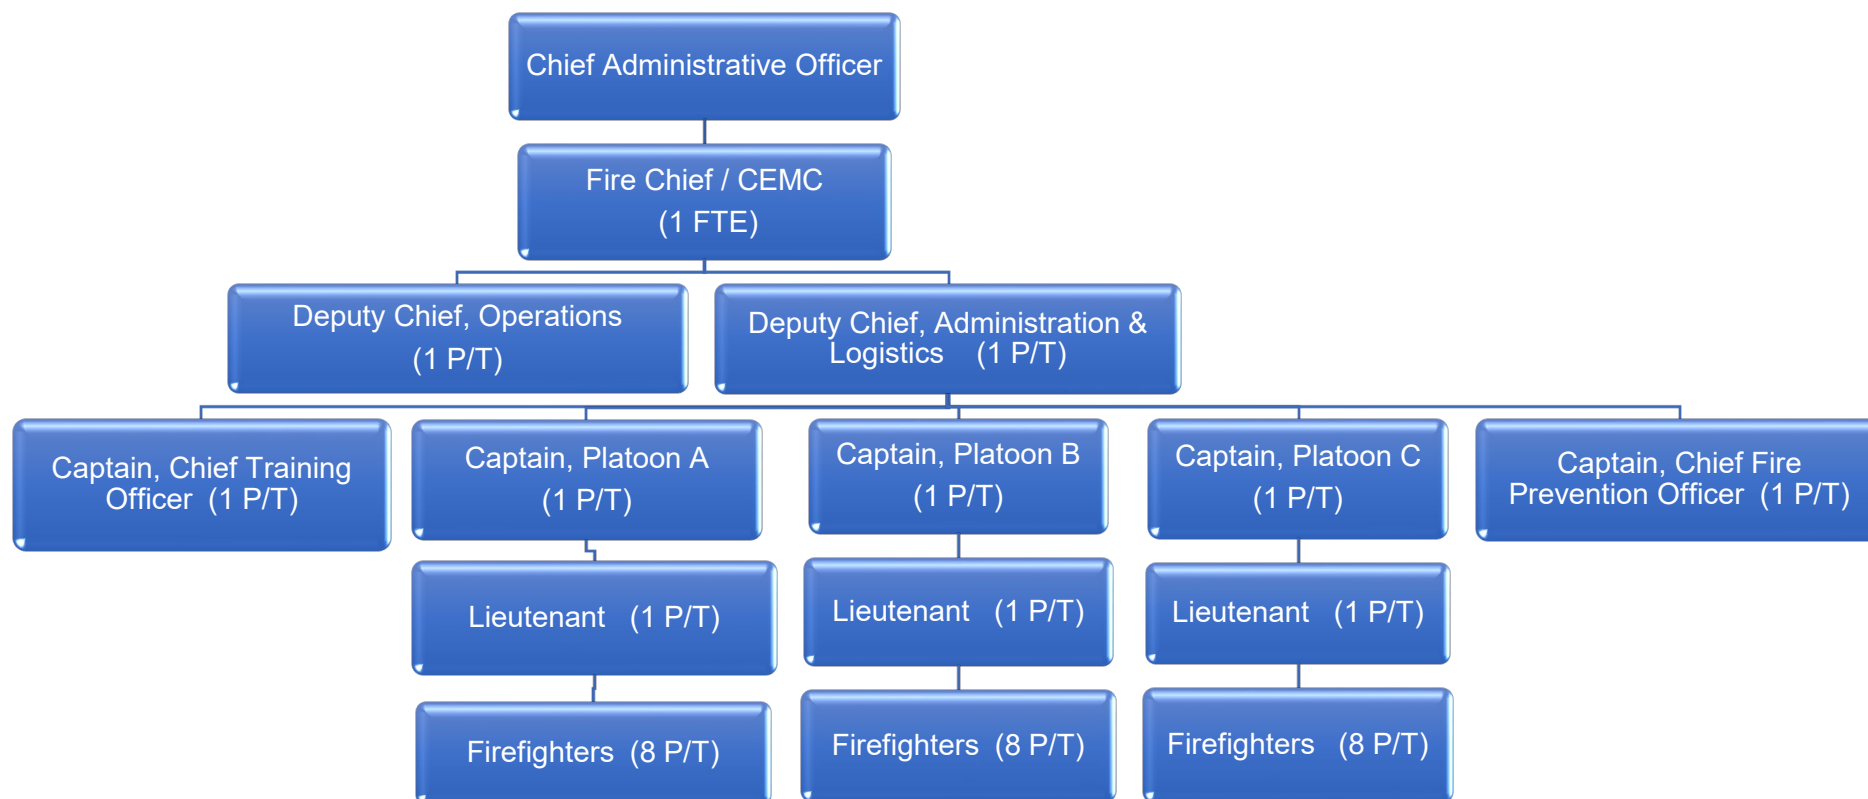 Chief Administrative Officer
Fire Chief / CEMC
(1 FTE)
Deputy Chief, Operations
(1 P/T)
Deputy Chief, Administration &
Logistics (1 P/T)
Captain, Chief Training
Officer (1 P/T)
Captain, Platoon A
(1 P/T)
Captain, Platoon B
(1 P/T)
Captain, Platoon C
(1 P/T)
Captain, Chief Fire
Prevention Officer (1 P/T)
Lieutenant (1 P/T)
Lieutenant (1 P/T)
Lieutenant (1 P/T)
Firefighters (8 P/T)
Firefighters (8 P/T)
Firefighters (8 P/T)